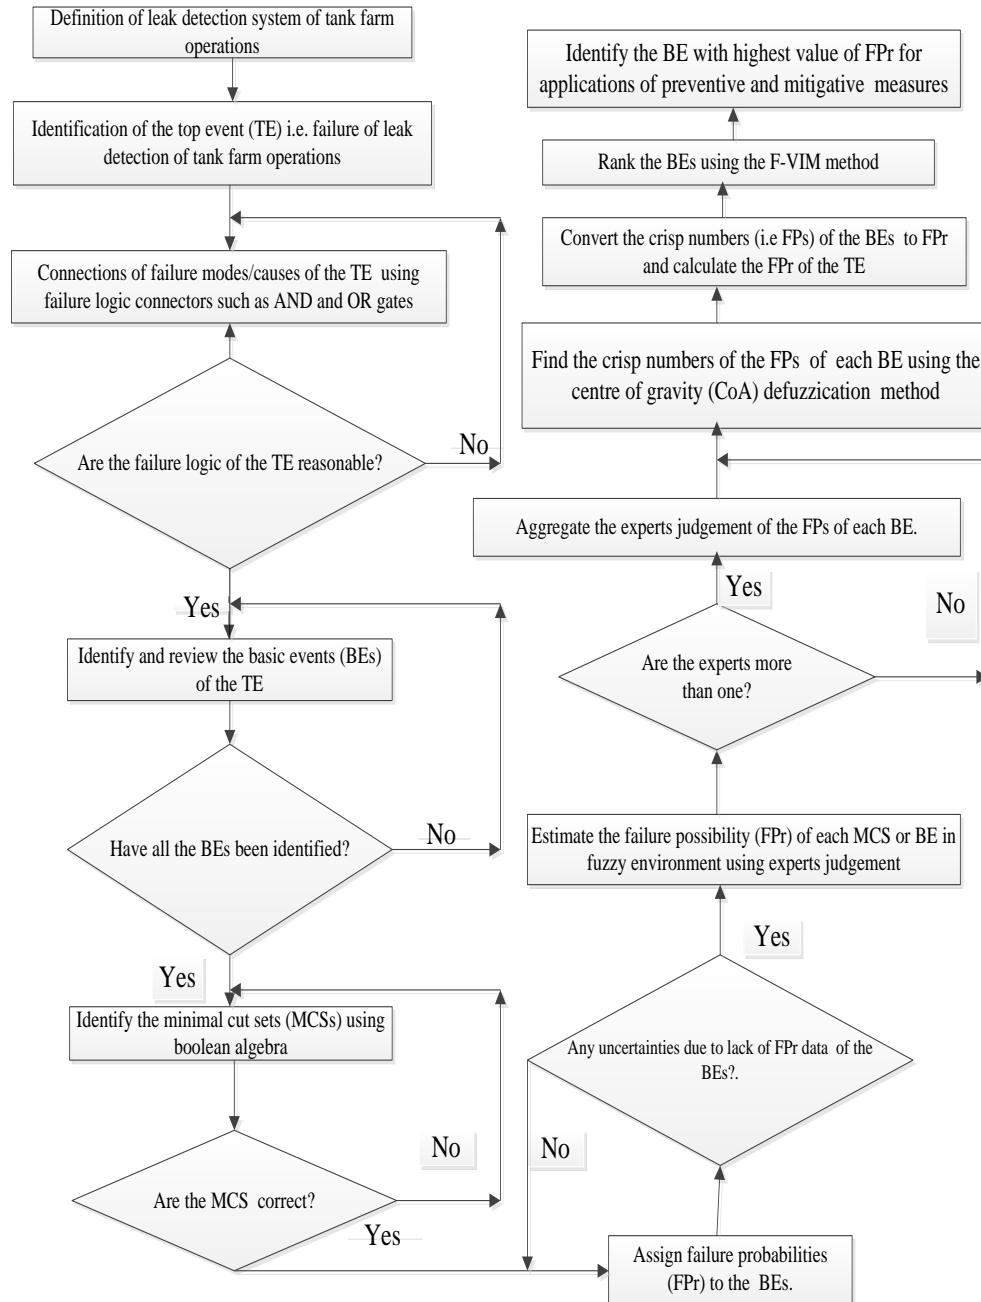 Definition of leak detection system of tank farm
operations
Identification of the top event (TE) i.e. failure of leak
detection of tank farm operations
Connections of failure modes/causes of the TE using
failure logic connectors such as AND and OR gates
No
Are the failure logic of the TE reasonable?
Yes
Identify and review the basic events (BEs)
of the TE
No
Have all the BEs been identified?
Yes
Identify the minimal cut sets (MCSs) using
boolean algebra
No
Are the MCS correct?
Yes
Assign failure probabilities
(FPr) to the BEs.
No
Any uncertainties due to lack of FPr data of the
BEs?.
Yes
Estimate the failure possibility (FPr) of each MCS or BE in
fuzzy environment using experts judgement
Are the experts more
than one?
No
Yes
Aggregate the experts judgement of the FPs of each BE.
Find the crisp numbers of the FPs of each BE using the
centre of gravity (CoA) defuzzication method
Convert the crisp numbers (i.e FPs) of the BEs to FPr
and calculate the FPr of the TE
Rank the BEs using the F-VIM method
Identify the BE with highest value of FPr for
applications of preventive and mitigative measures